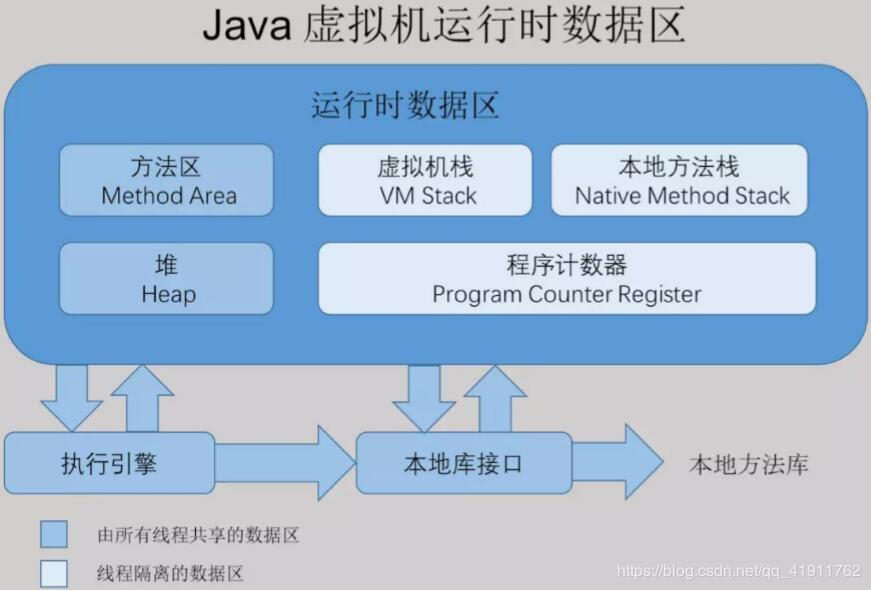 Java 虚拟机运行时数据区
运行时数据区
方法区
Method Area
虚拟机栈
VM Stack
本地方法栈
Native Method Stack
堆
Heap
程序计数器
Program Counter Register
执行引擎
本地库接口
本地方法库
由所有线程共享的数据区
线程隔离的数据区
https://blog.csdn.net/qq_41911762